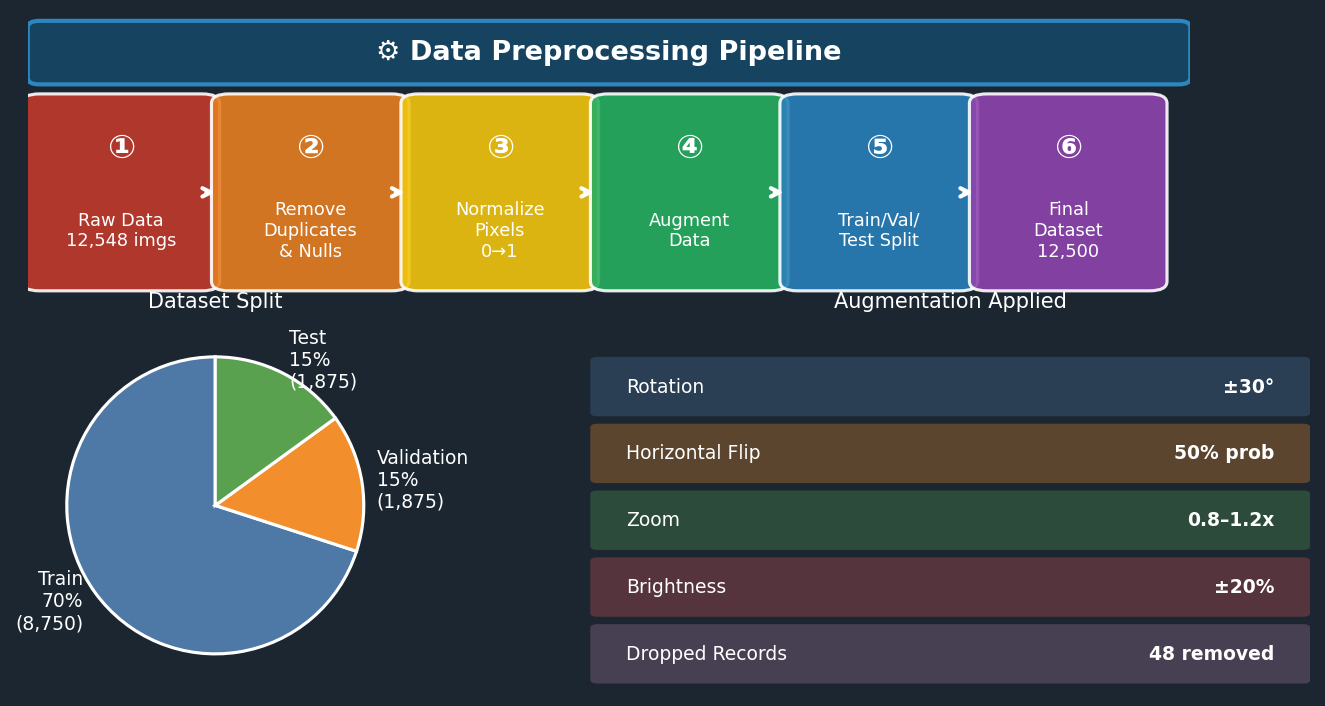 ⚙ Data Preprocessing Pipeline
①
Raw Data
12,548 imgs
②
Remove
Duplicates
& Nulls
③
Normalize
Pixels
0→1
④
Augment
Data
⑤
Train/Val/
Test Split
⑥
Final
Dataset
12,500
Dataset Split
Test
15%
(1,875)
Validation
15%
(1,875)
Train
70%
(8,750)
Augmentation Applied
Rotation ±30°
Horizontal Flip 50% prob
Zoom 0.8–1.2x
Brightness ±20%
Dropped Records 48 removed